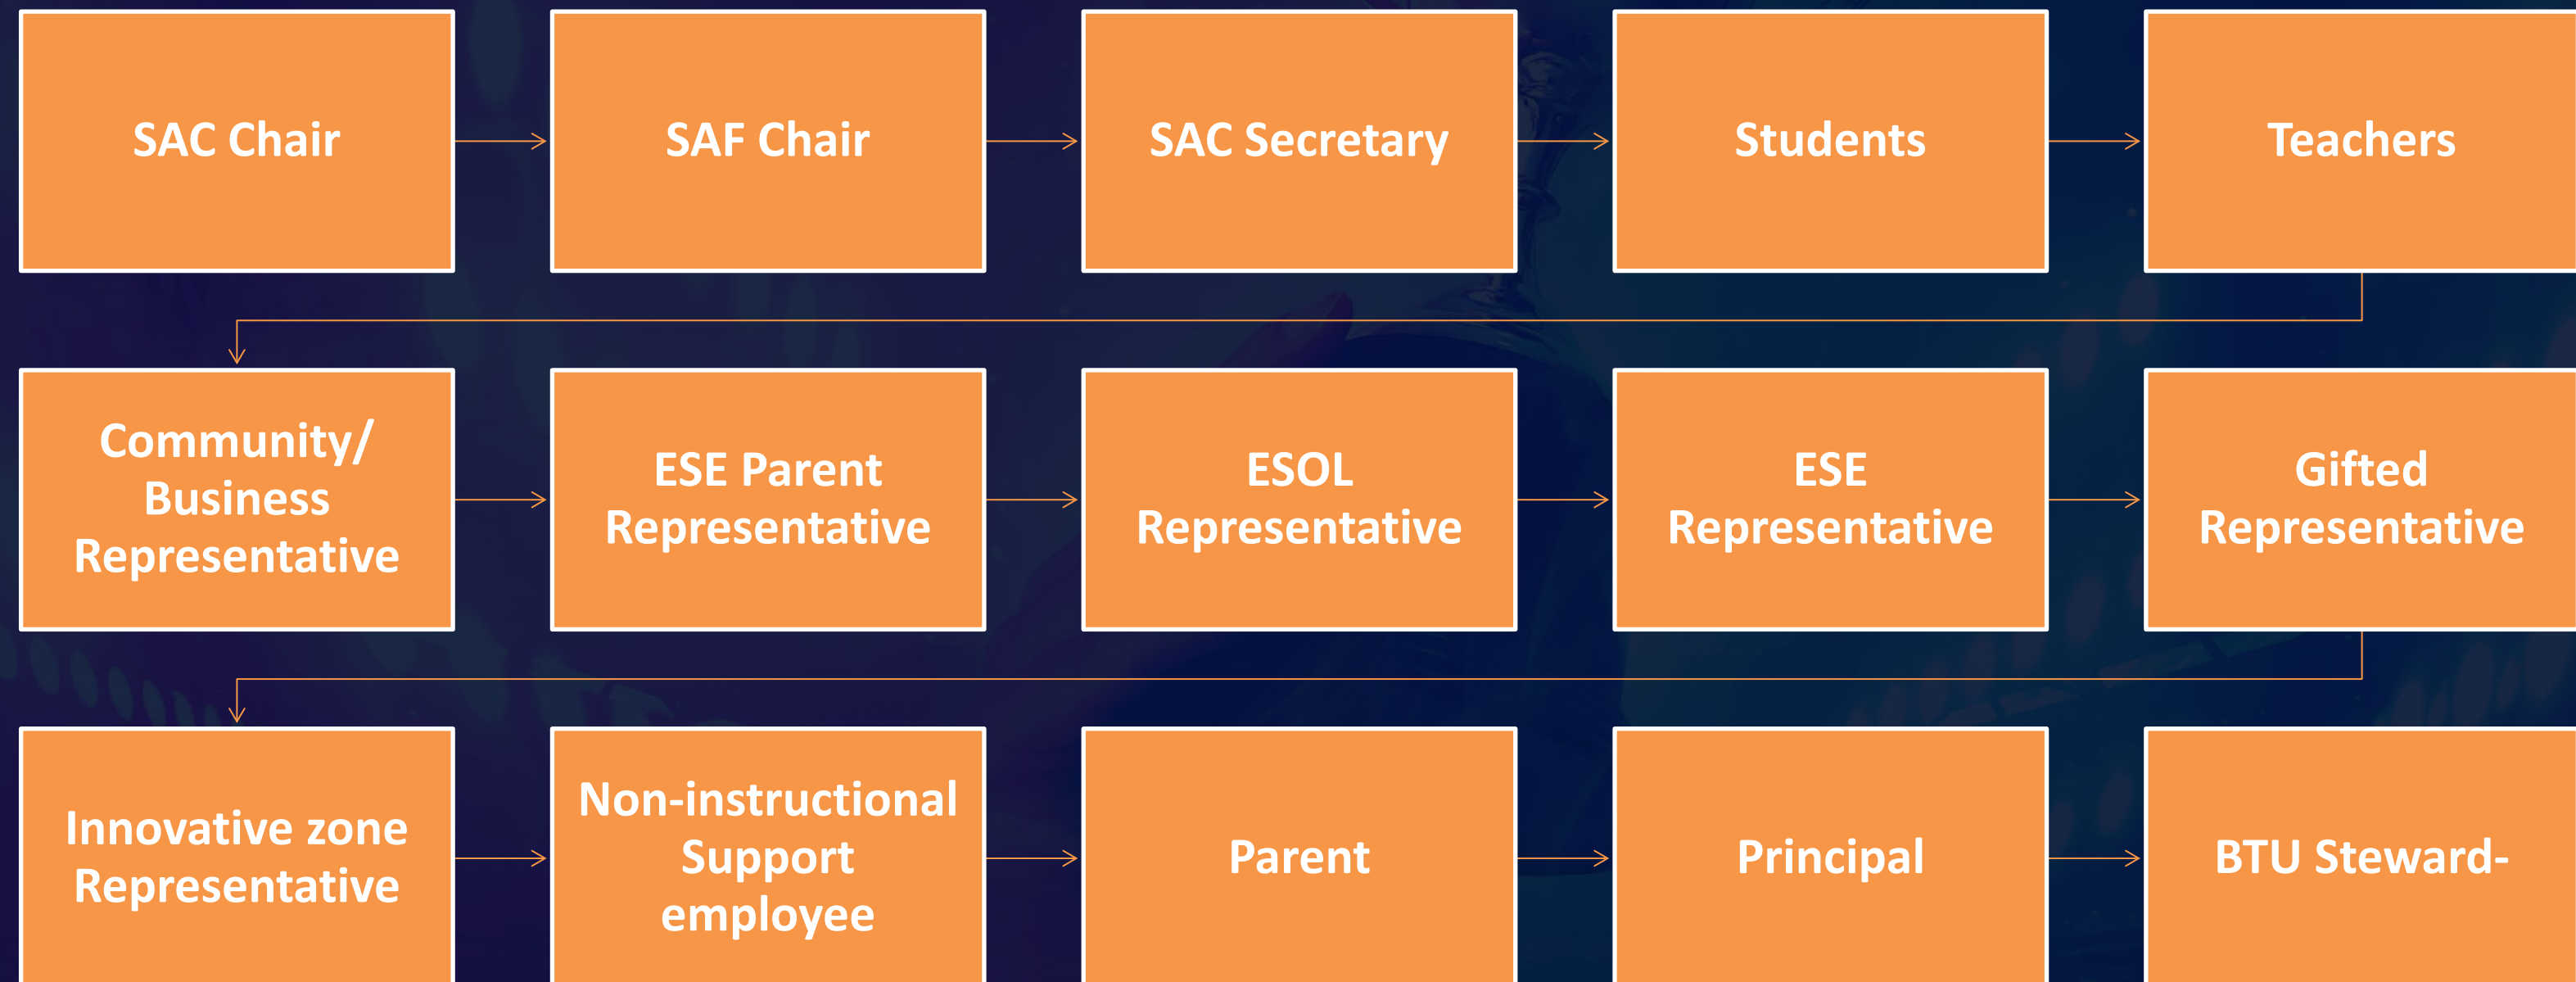 SAC Chair
SAF Chair
SAC Secretary
Students
Teachers
Community/
Business
Representative
ESE Parent
Representative
ESOL
Representative
ESE
Representative
Gifted
Representative
Innovative zone
Representative
Non-instructional
Support
employee
Parent
Principal
BTU Steward-